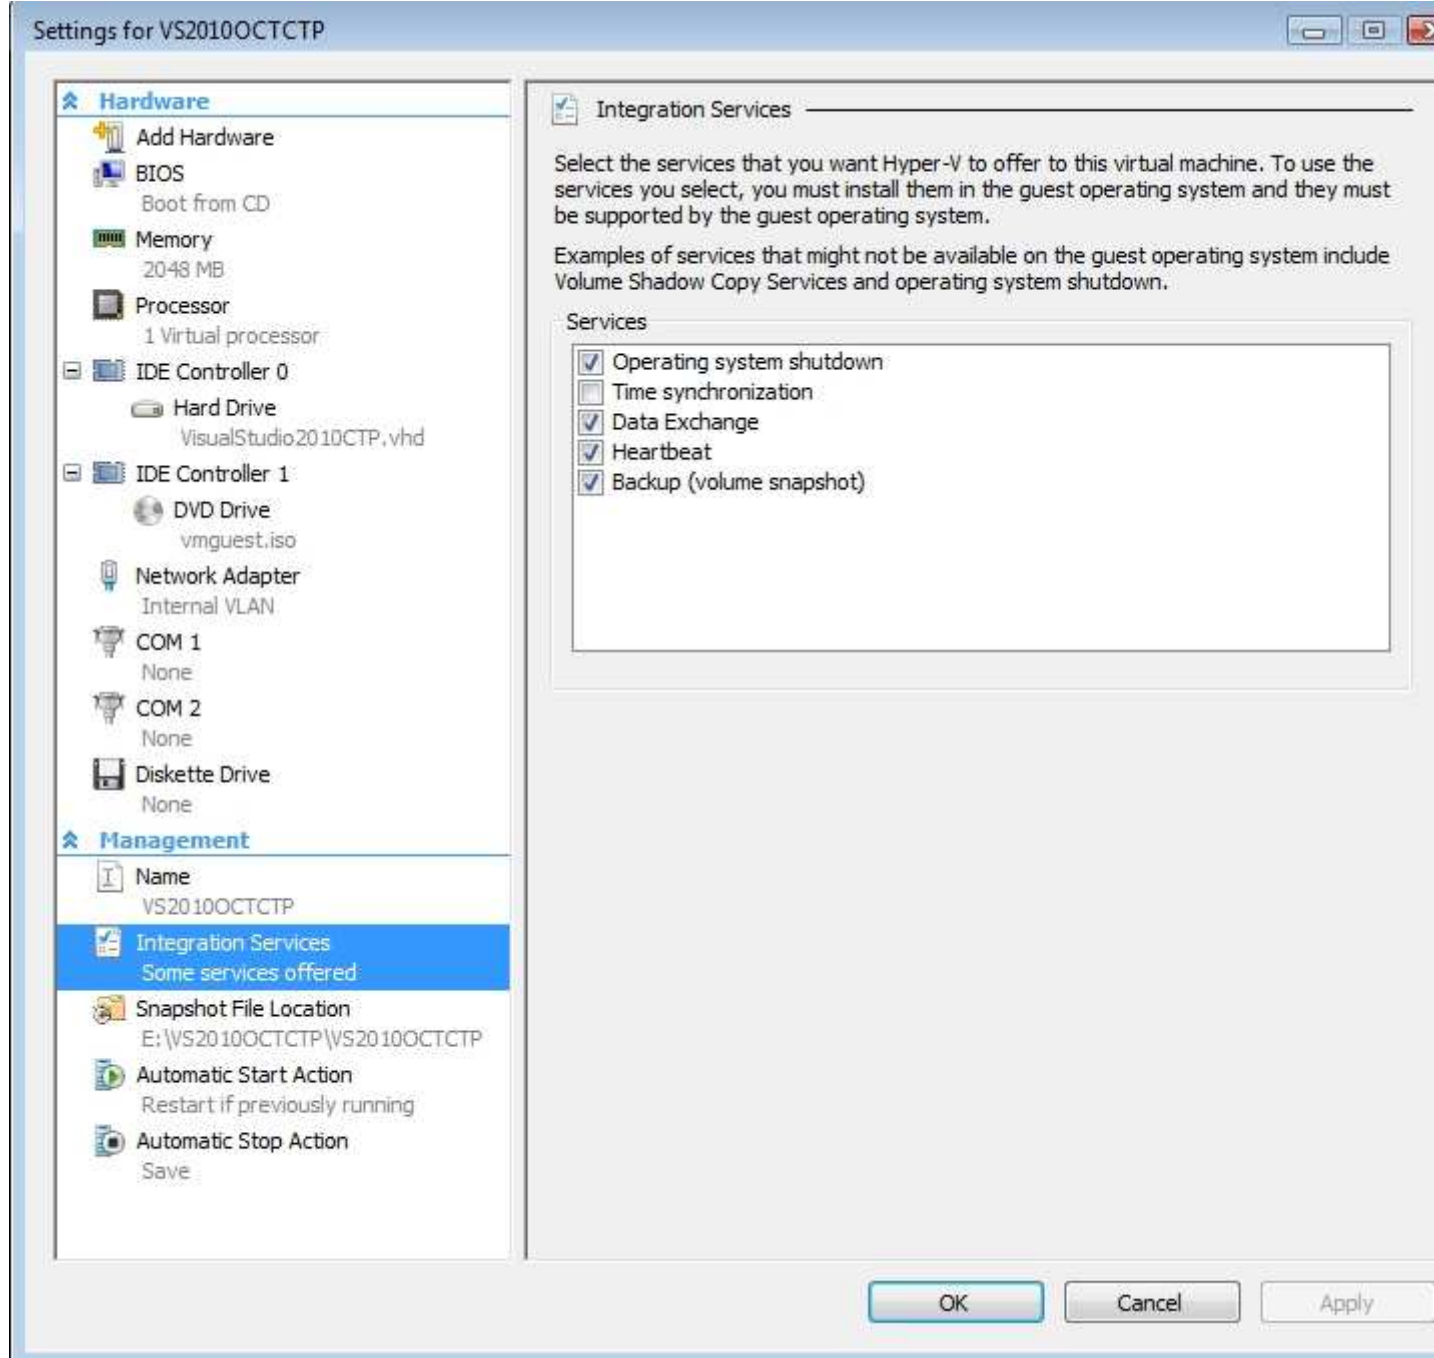 Settings for VS2010OCTCTP
Hardware
Add Hardware
BIOS
Boot from CD
Memory
2048 MB
Processor
1 Virtual processor
IDE Controller 0
Hard Drive
VisualStudio2010CTP.vhd
IDE Controller 1
DVD Drive
vmguest.iso
Network Adapter
Internal VLAN
COM 1
None
COM 2
None
Diskette Drive
None
Management
Name
VS2010OCTCTP
Integration Services
Some services offered
Snapshot File Location
E:\VS2010OCTCTP\VS2010OCTCTP
Automatic Start Action
Restart if previously running
Automatic Stop Action
Save
Integration Services
Select the services that you want Hyper-V to offer to this virtual machine. To use the
services you select, you must install them in the guest operating system and they must
be supported by the guest operating system.
Examples of services that might not be available on the guest operating system include
Volume Shadow Copy Services and operating system shutdown.
Services
Operating system shutdown
Time synchronization
Data Exchange
Heartbeat
Backup (volume snapshot)
OK
Cancel
Apply